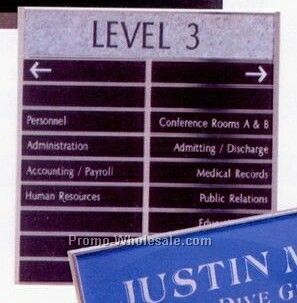 LEVEL 3
← →
Personnel Conference Rooms A & B
Administration Admitting / Discharge
Accounting / Payroll Medical Records
Human Resources Public Relations
Promo-Wholesale.com
JUSTIN